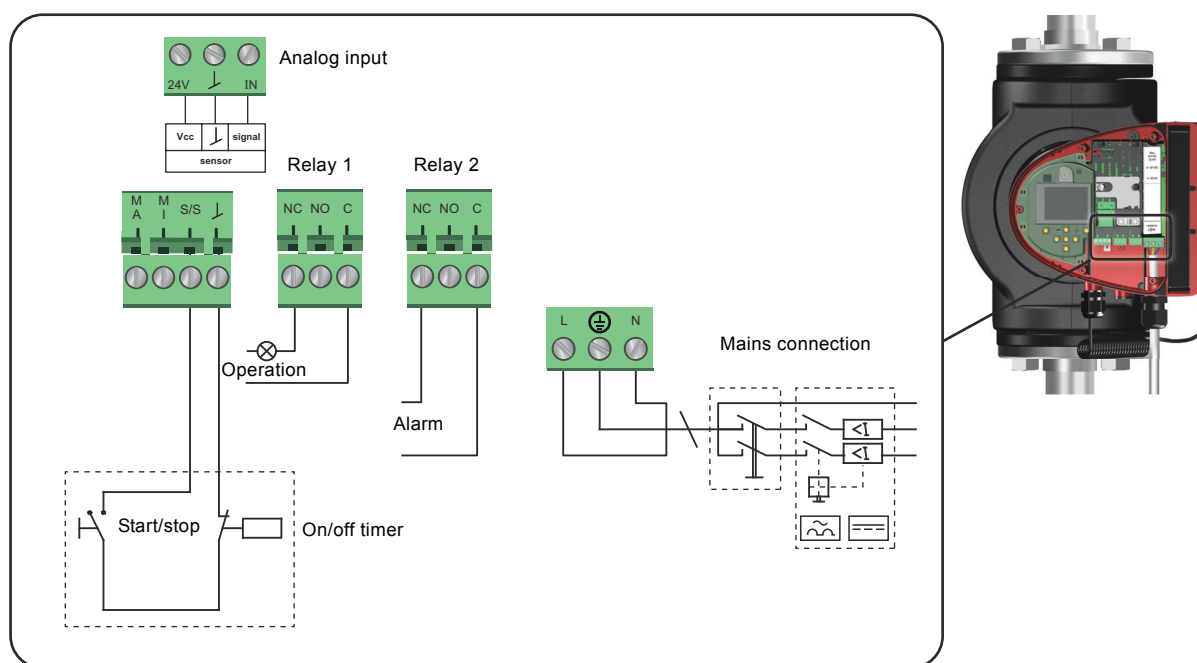 Analog input
24V IN
Vcc signal
sensor
Relay 1
Relay 2
M A M I S/S
NC NO C
NC NO C
Operation
Alarm
L N
Mains connection
<I
<I
Start/stop
On/off timer